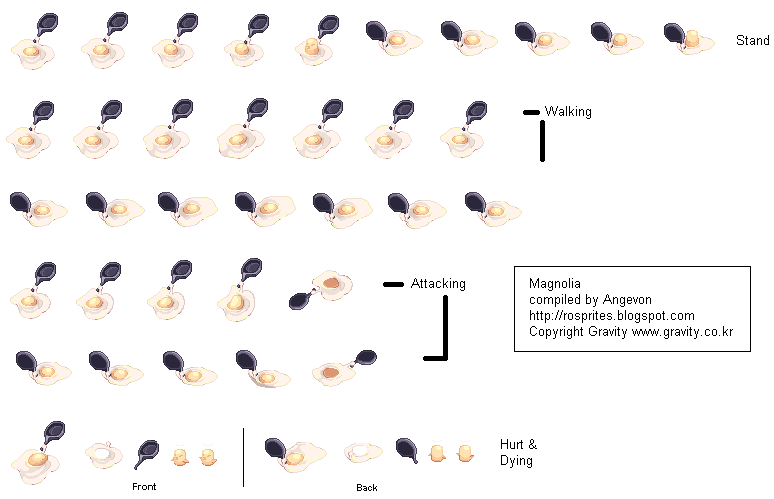 Stand
Walking
Attacking
Magnolia
compiled by Angevon
http://rosprites.blogspot.com
Copyright Gravity www.gravity.co.kr
Hurt &
Dying
Front
Back